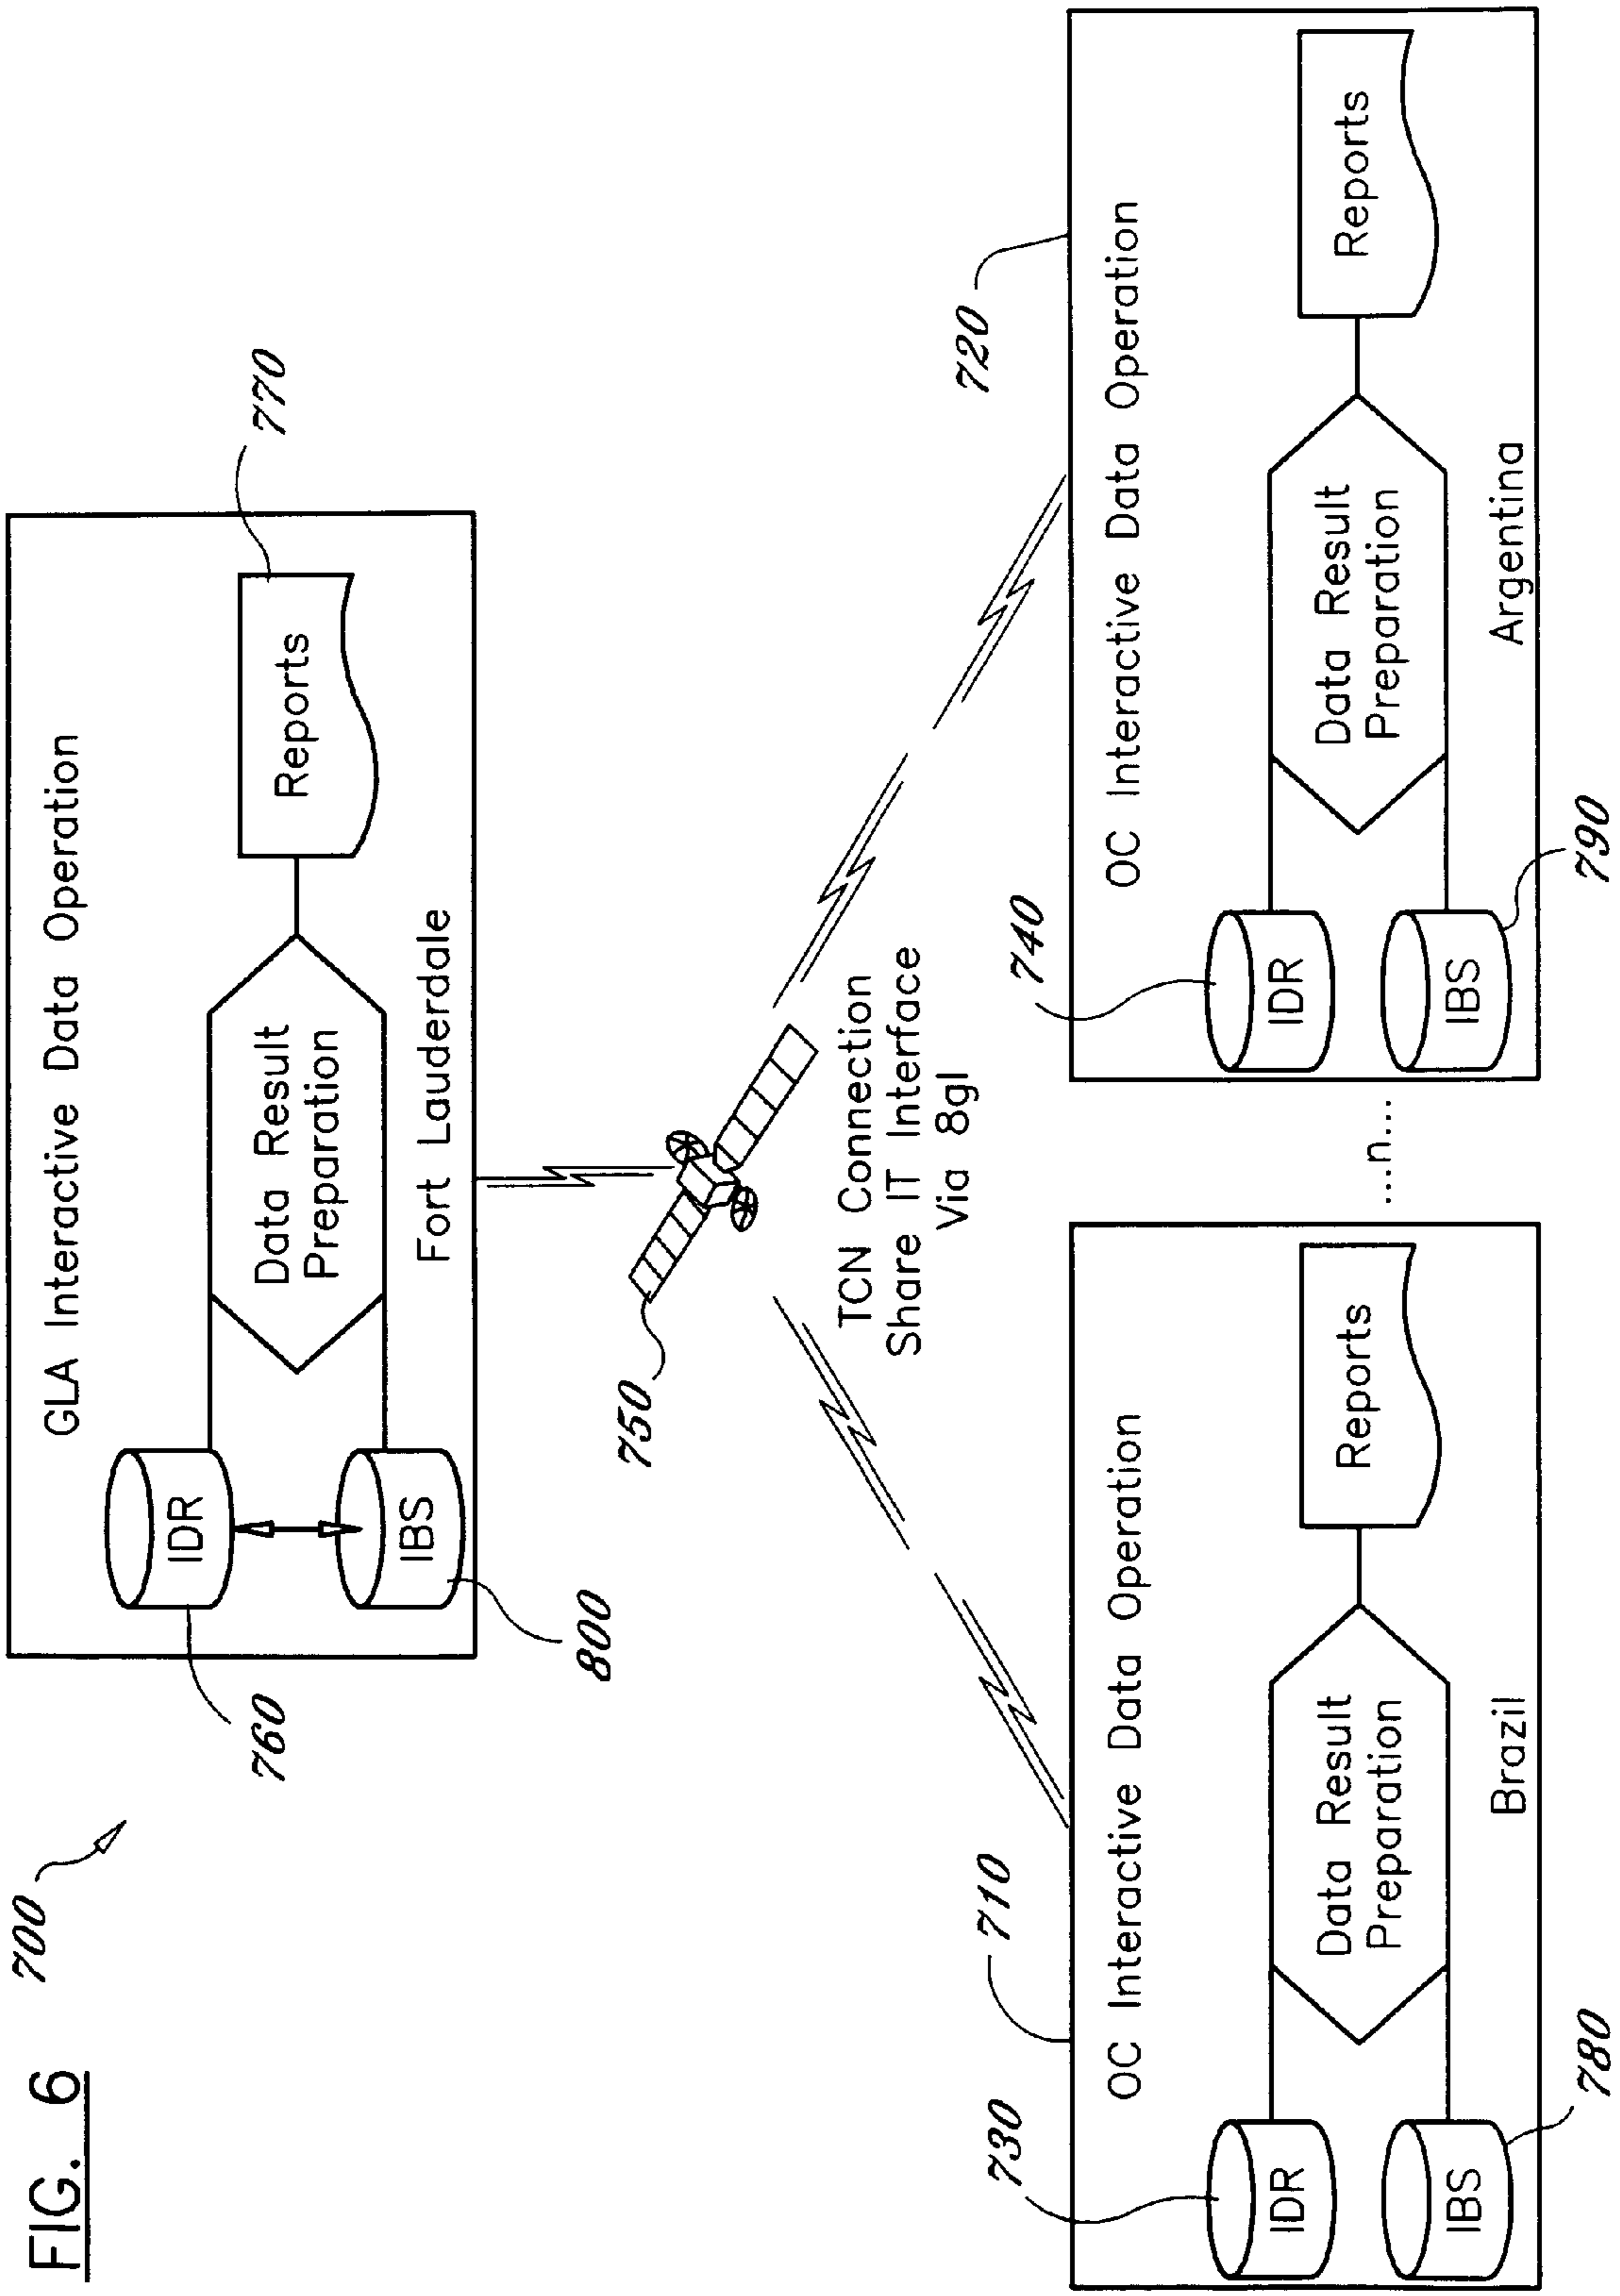 FIG. 6
700
GLA Interactive Data Operation
IDR
IBS
Data Result
Preparation
Reports
Fort Lauderdale
760
800
770
750
TCN Connection
Share IT Interface
Via 8gl
710
OC Interactive Data Operation
730
IDR
IBS
780
Data Result
Preparation
Reports
Brazil
....n...
720
OC Interactive Data Operation
740
IDR
IBS
790
Data Result
Preparation
Reports
Argentina